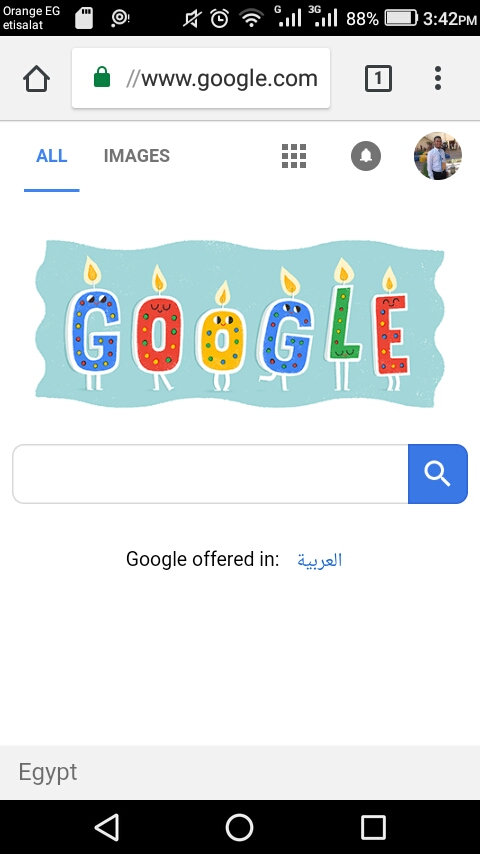 Orange EG
etisalat
G 3G 88% 3:42PM
//www.google.com 1
ALL IMAGES
GOOGLE
Google offered in: العربية
Egypt